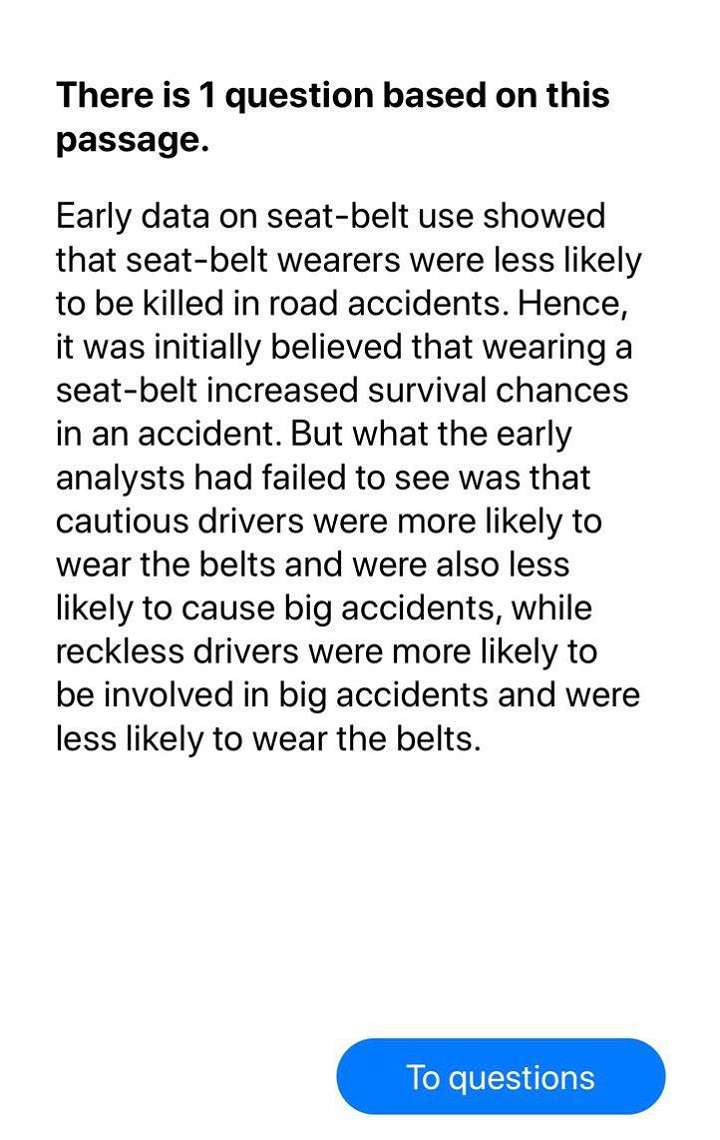 There is 1 question based on this
passage.
Early data on seat-belt use showed
that seat-belt wearers were less likely
to be killed in road accidents. Hence,
it was initially believed that wearing a
seat-belt increased survival chances
in an accident. But what the early
analysts had failed to see was that
cautious drivers were more likely to
wear the belts and were also less
likely to cause big accidents, while
reckless drivers were more likely to
be involved in big accidents and were
less likely to wear the belts.
To questions